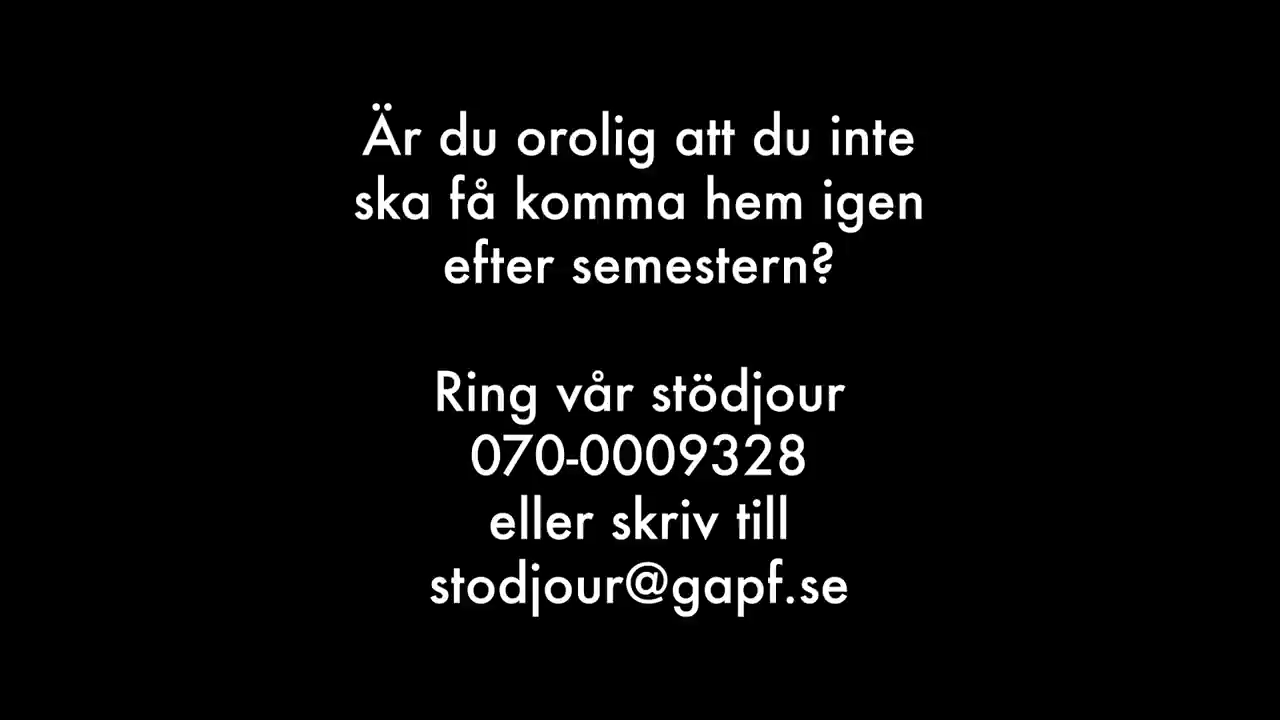 Är du orolig att du inte
ska få komma hem igen
efter semestern?
Ring vår stödjour
070-0009328
eller skriv till
stodjour@gapf.se